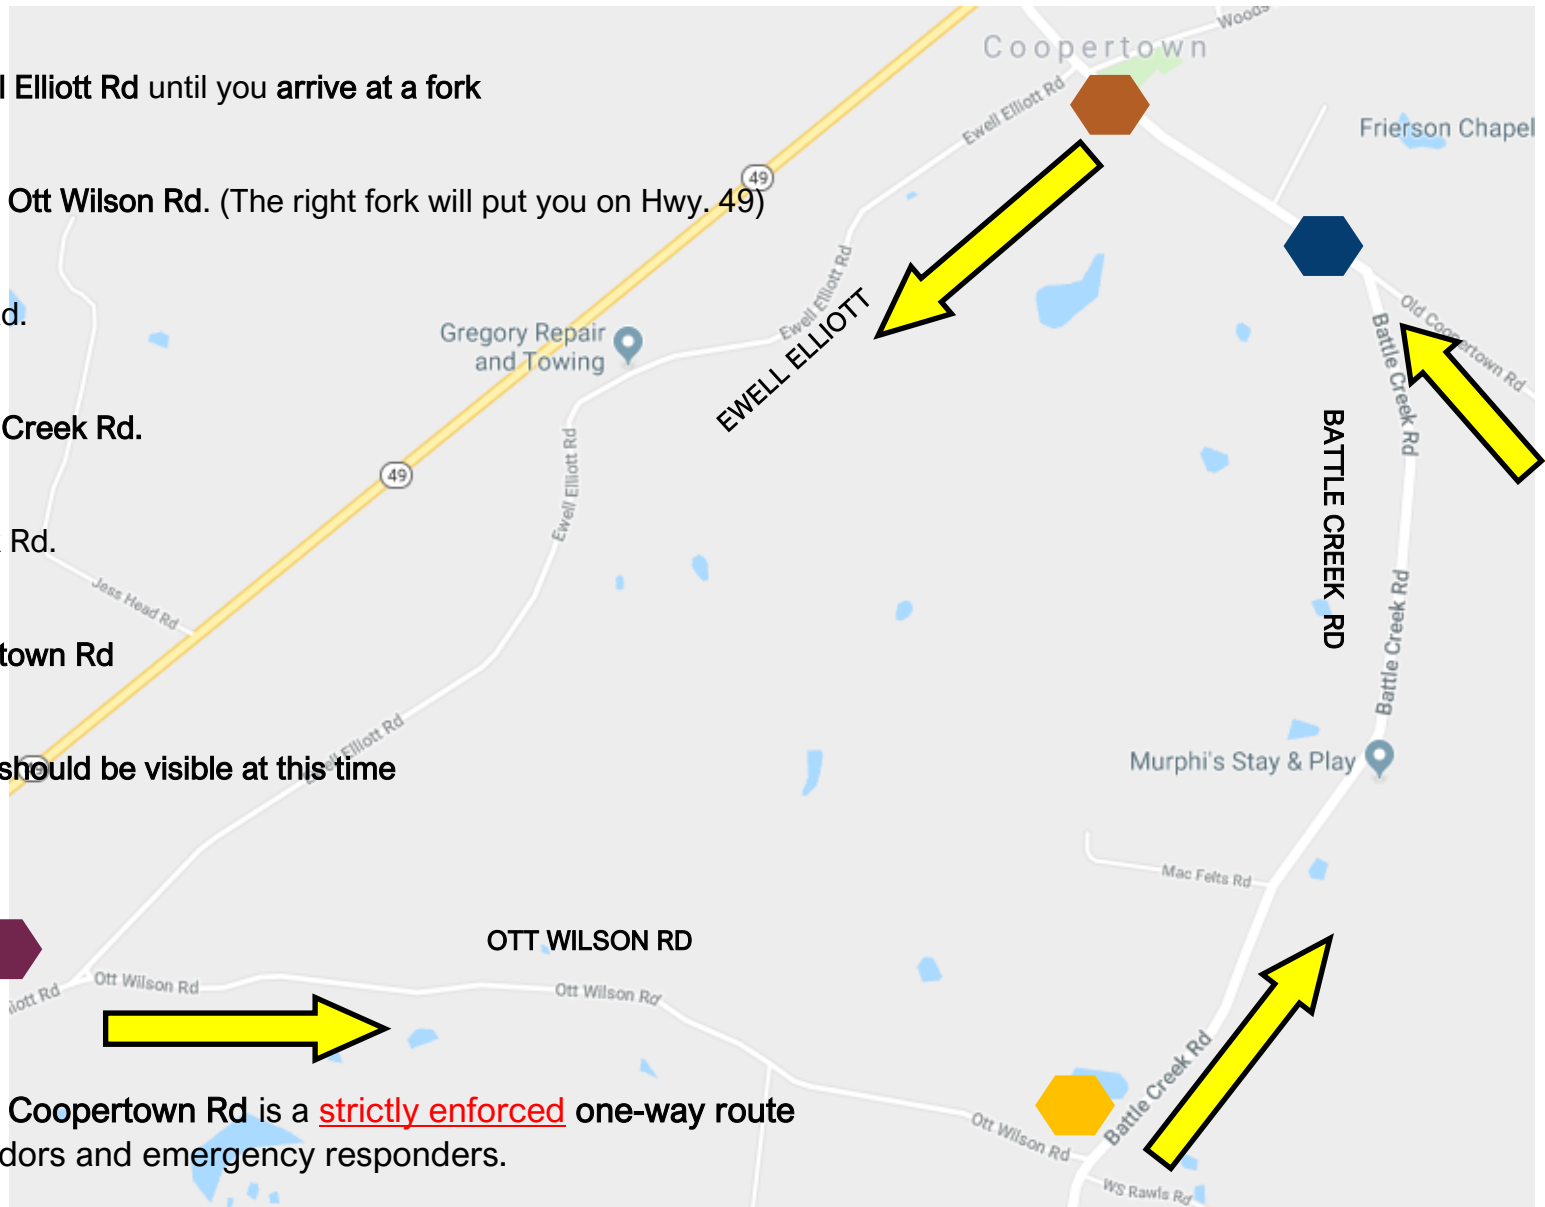 Woods
Coopertown
l Elliott Rd until you arrive at a fork
Ewell Elliott Rd
Frierson Chapel
49
Ott Wilson Rd. (The right fork will put you on Hwy. 49)
Ewell Elliott Rd
EWELL ELLIOTT
Old Coopertown Rd
d.
Gregory Repair
and Towing
Battle Creek Rd
Creek Rd.
BATTLE CREEK RD
49
Ewell Elliott Rd
Rd.
Jess Head Rd
Battle Creek Rd
town Rd
Elliott Rd
should be visible at this time
Murphi's Stay & Play
Mac Felts Rd
OTT WILSON RD
iott Rd
Ott Wilson Rd
Ott Wilson Rd
Battle Creek Rd
Coopertown Rd is a strictly enforced one-way route
dors and emergency responders.
Ott Wilson Rd
WS Rawls Rd